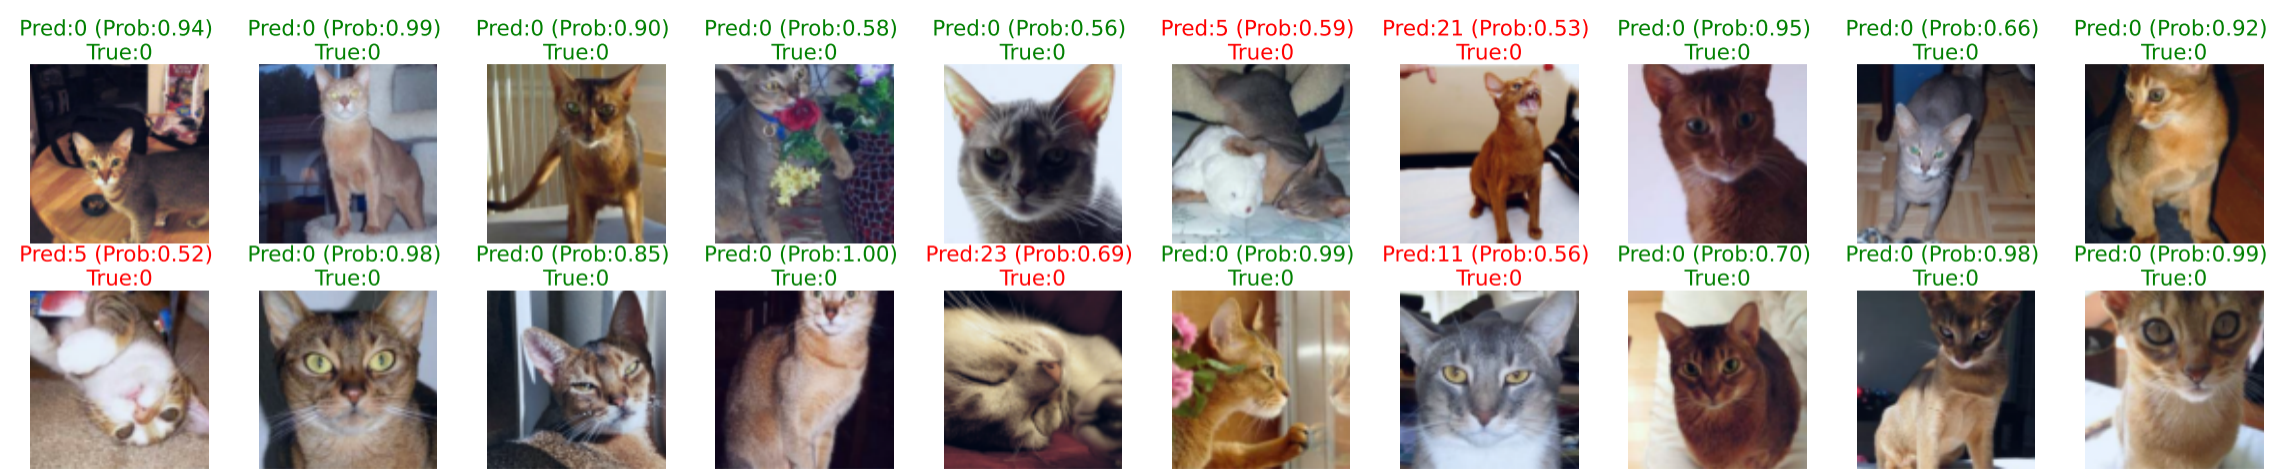 Pred:0 (Prob:0.94) Pred:0 (Prob:0.99) Pred:0 (Prob:0.90) Pred:0 (Prob:0.58) Pred:0 (Prob:0.56) Pred:5 (Prob:0.59) Pred:21 (Prob:0.53) Pred:0 (Prob:0.95) Pred:0 (Prob:0.66) Pred:0 (Prob:0.92)
True:0 True:0 True:0 True:0 True:0 True:0 True:0 True:0 True:0 True:0
Pred:5 (Prob:0.52) Pred:0 (Prob:0.98) Pred:0 (Prob:0.85) Pred:0 (Prob:1.00) Pred:23 (Prob:0.69) Pred:0 (Prob:0.99) Pred:11 (Prob:0.56) Pred:0 (Prob:0.70) Pred:0 (Prob:0.98) Pred:0 (Prob:0.99)
True:0 True:0 True:0 True:0 True:0 True:0 True:0 True:0 True:0 True:0